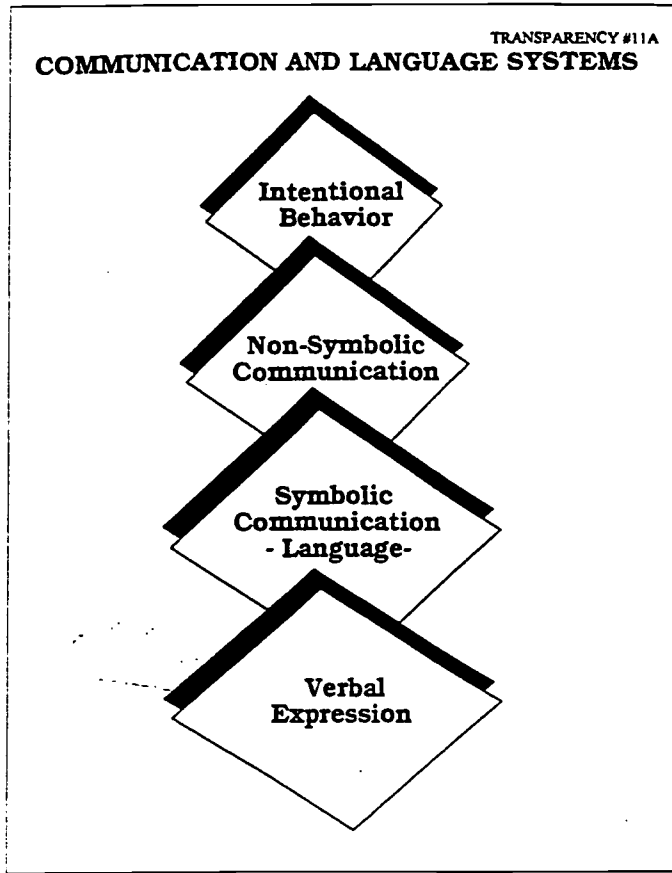 TRANSPARENCY #11A
COMMUNICATION AND LANGUAGE SYSTEMS
Intentional
Behavior
Non-Symbolic
Communication
Symbolic
Communication
- Language-
Verbal
Expression